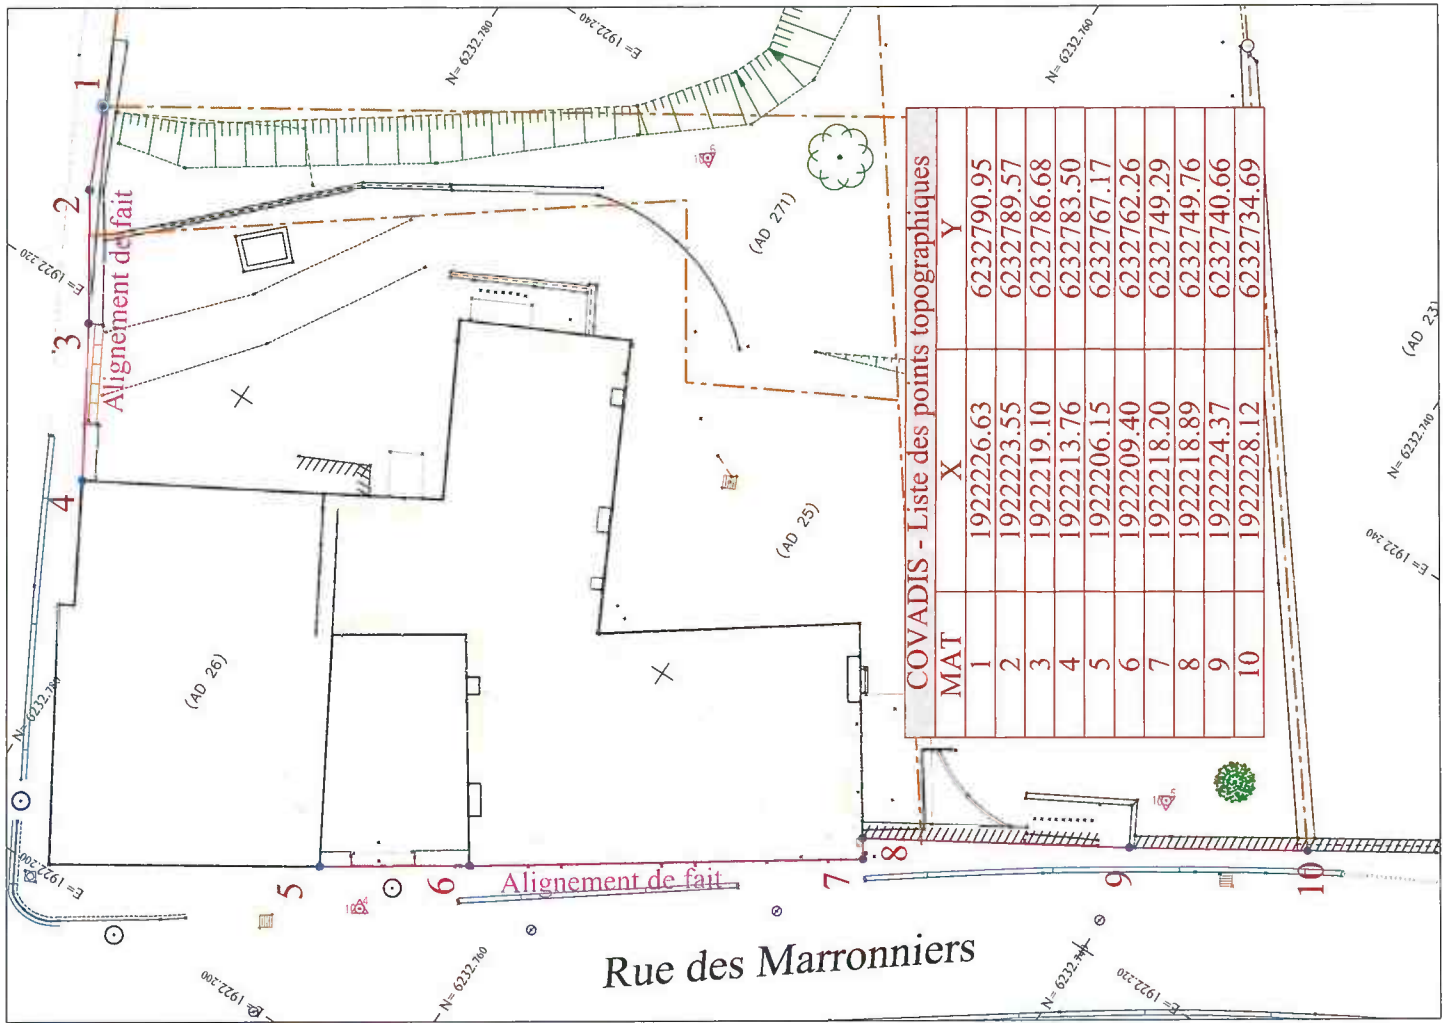 1
2
3
4
5
6
7
8
9
10
Alignement de fait
Alignement de fait
Alignement de fait
Rue des Marronniers
(AD 271)
(AD 25)
(AD 26)
(AD 23)
N= 6232.780
E= 1922.240
N= 6232.760
E= 1922.220
N= 6232.780
E= 1922.200
E= 1922.200
N= 6232.760
N= 6232.740
E= 1922.220
N= 6232.740
E= 1922.240
COVADIS - Liste des points topographiques
MAT X Y
1 1922226.63 6232790.95
2 1922223.55 6232789.57
3 1922219.10 6232786.68
4 1922213.76 6232783.50
5 1922206.15 6232767.17
6 1922209.40 6232762.26
7 1922218.20 6232749.29
8 1922218.89 6232749.76
9 1922224.37 6232740.66
10 1922228.12 6232734.69